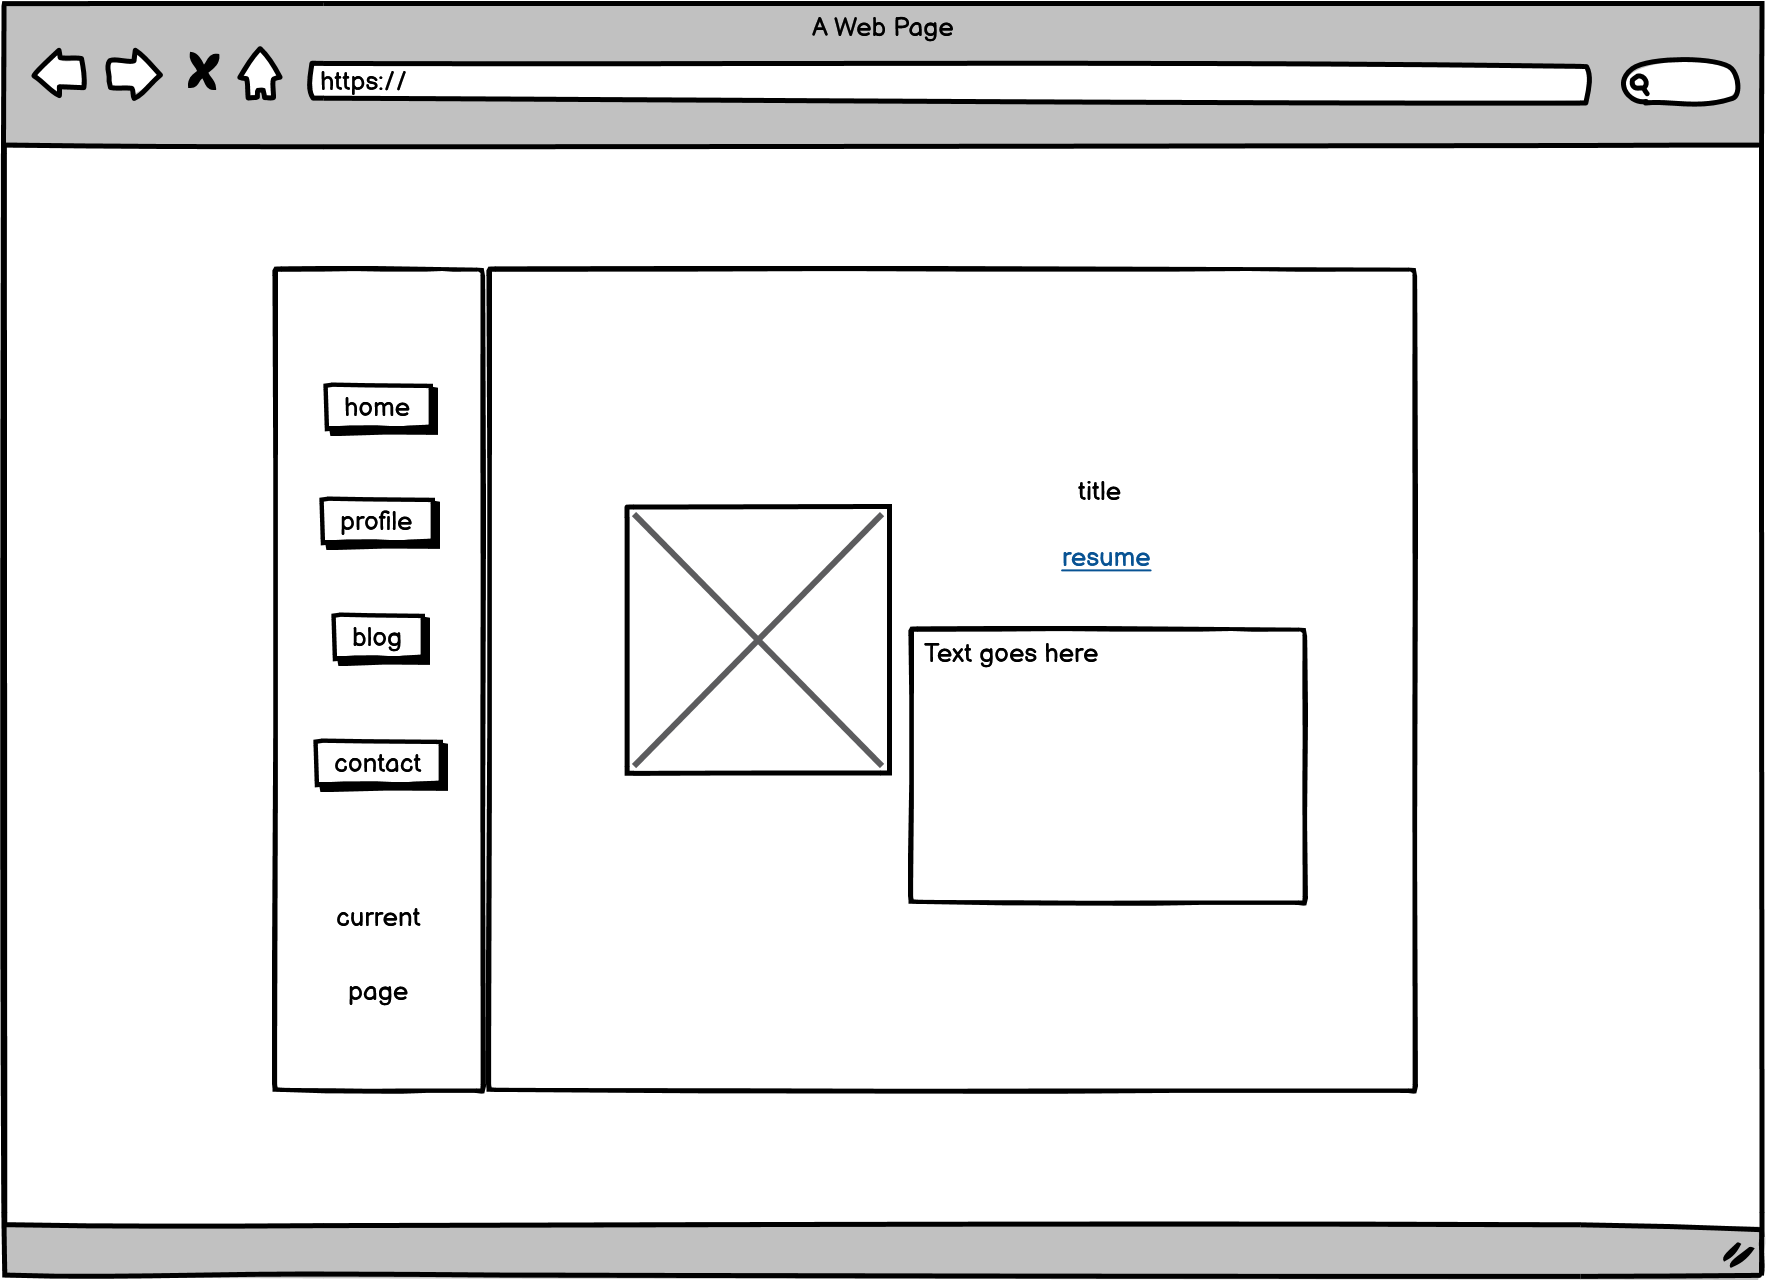 A Web Page
https://
home
profile
blog
contact
current
page
title
resume
Text goes here